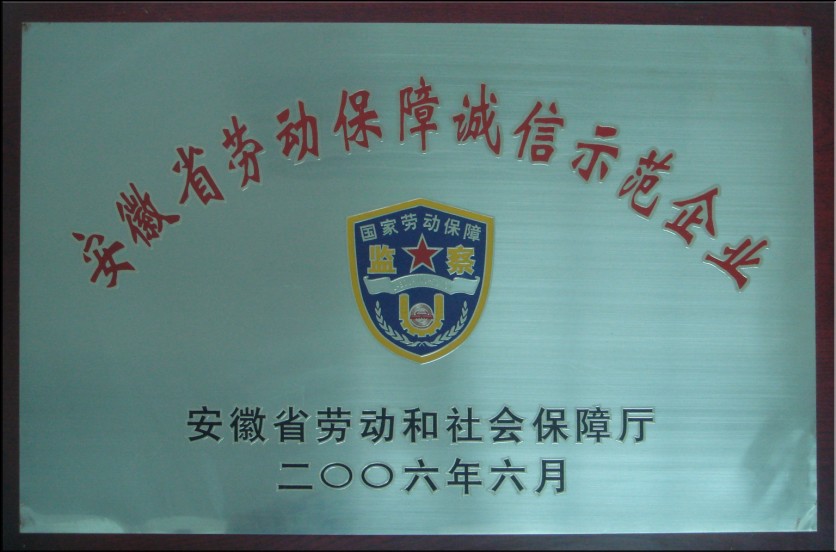 安徽省劳动保障诚信示范企业
国家劳动保障
监察
安徽省劳动和社会保障厅
二〇〇六年六月